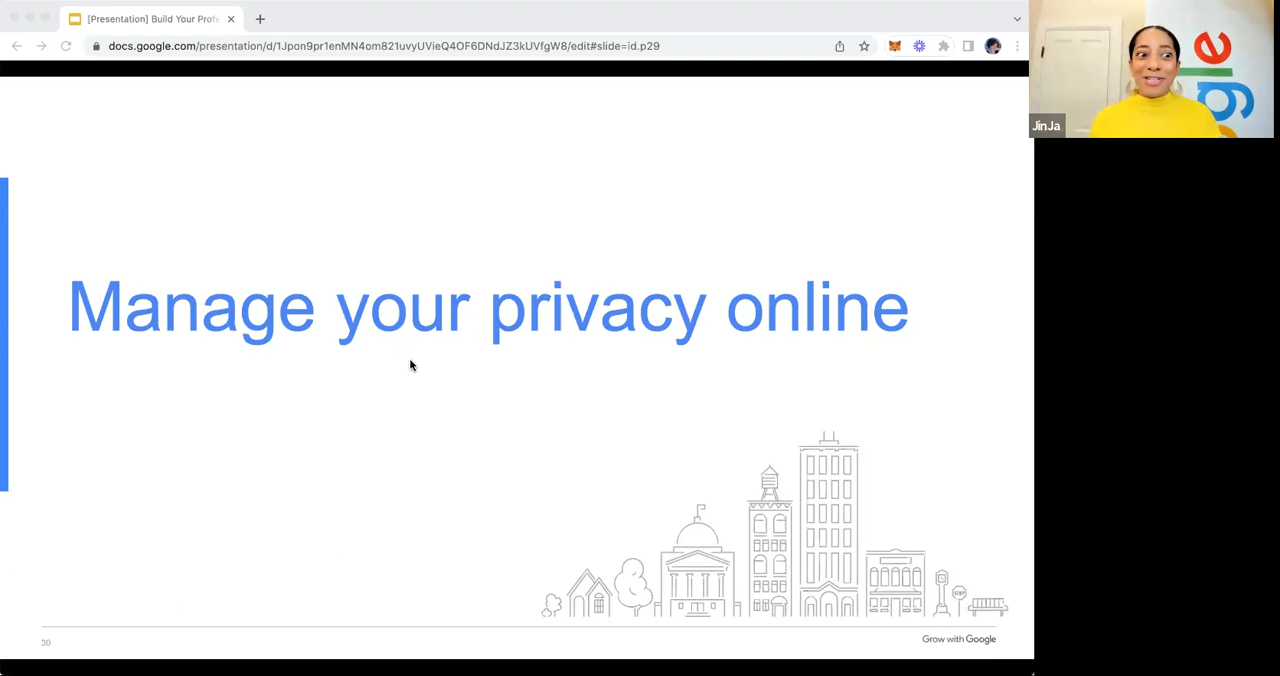 [Presentation] Build Your Profe
docs.google.com/presentation/d/1Jpon9pr1enMN4om821uvyUVieQ4OF6DNdJZ3kUVfgW8/edit#slide=id.p29
JinJa
Manage your privacy online
STOP
30
Grow with Google